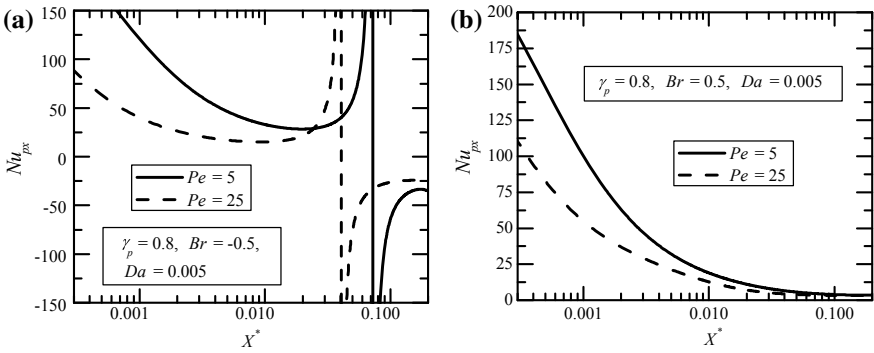 (a)
150
100
50
0
-50
-100
-150
Nu_px
Pe = 5
Pe = 25
γ_p = 0.8, Br = -0.5,
Da = 0.005
0.001 0.010 0.100
X*
(b)
200
175
150
125
100
75
50
25
0
Nu_px
γ_p = 0.8, Br = 0.5, Da = 0.005
Pe = 5
Pe = 25
0.001 0.010 0.100
X*